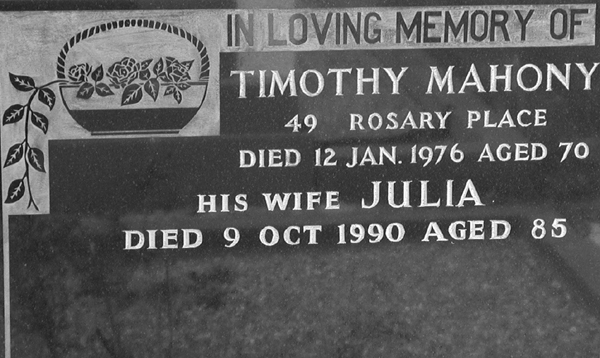 IN LOVING MEMORY OF
TIMOTHY MAHONY
49 ROSARY PLACE
DIED 12 JAN. 1976 AGED 70
HIS WIFE JULIA
DIED 9 OCT 1990 AGED 85